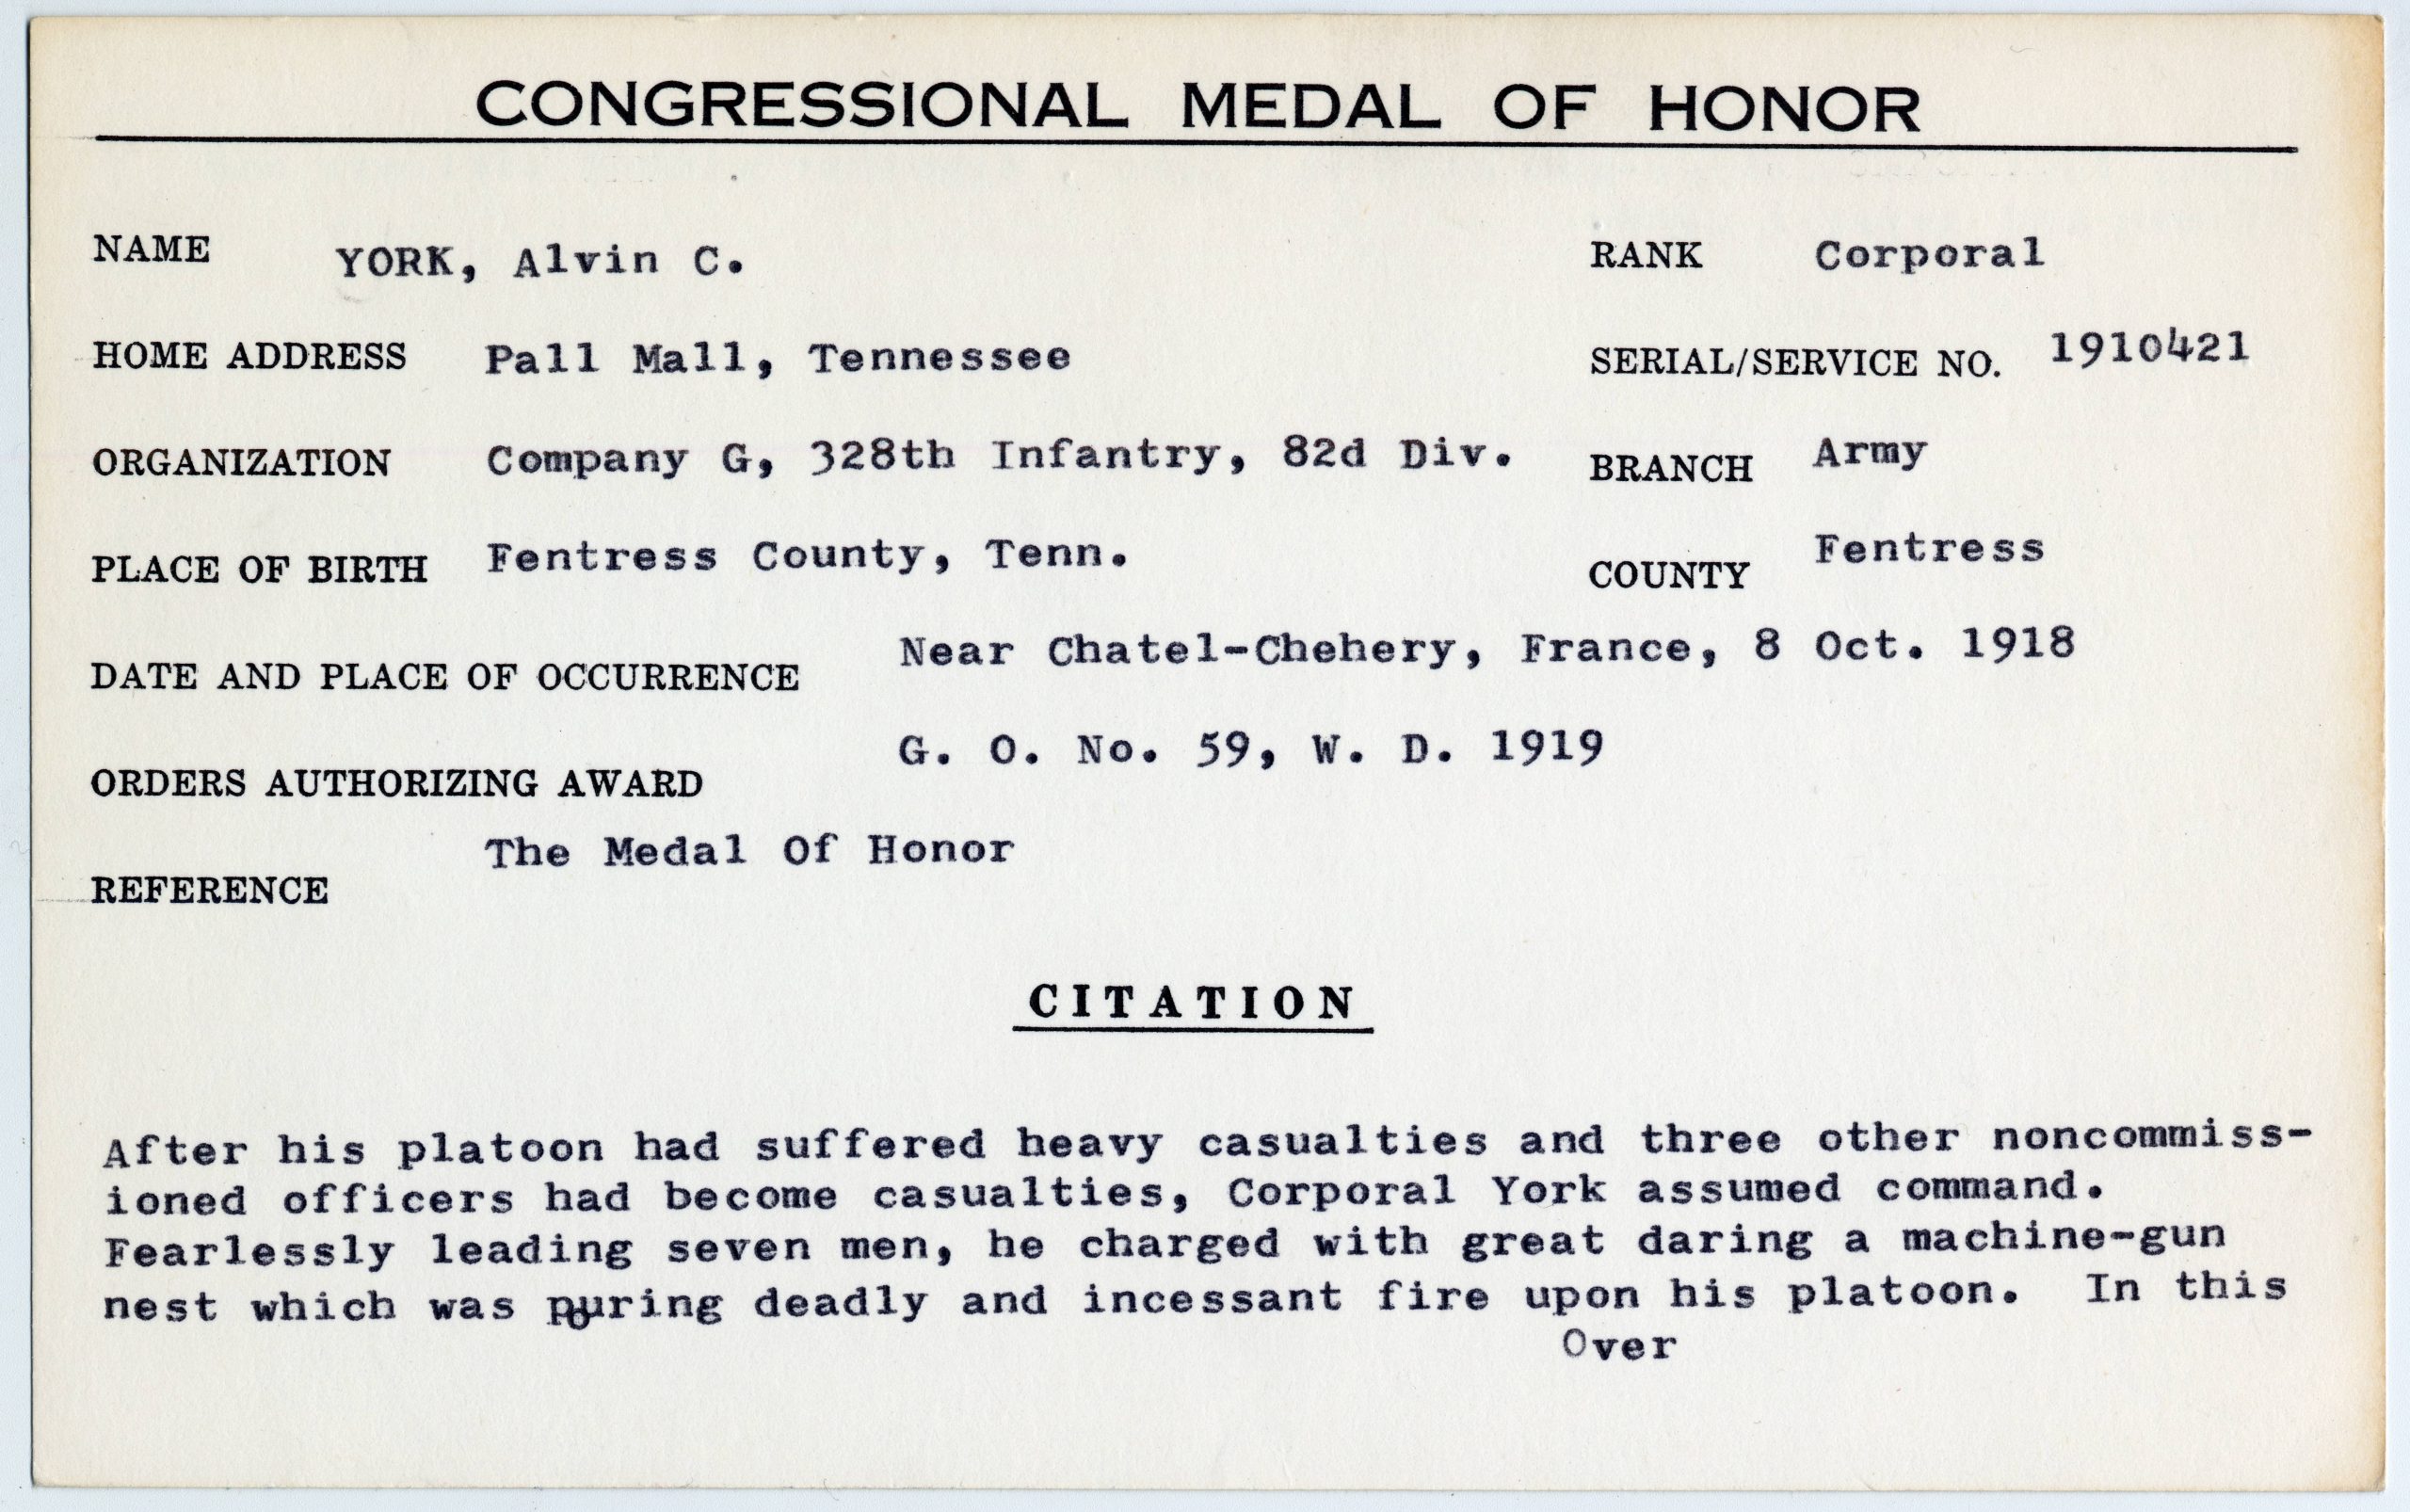 CONGRESSIONAL MEDAL OF HONOR
NAME YORK, Alvin C. RANK Corporal
HOME ADDRESS Pall Mall, Tennessee SERIAL/SERVICE NO. 1910421
ORGANIZATION Company G, 328th Infantry, 82d Div. BRANCH Army
PLACE OF BIRTH Fentress County, Tenn. COUNTY Fentress
DATE AND PLACE OF OCCURRENCE Near Chatel-Chehery, France, 8 Oct. 1918
ORDERS AUTHORIZING AWARD G. O. No. 59, W. D. 1919
REFERENCE The Medal Of Honor
CITATION
After his platoon had suffered heavy casualties and three other noncommiss-
ioned officers had become casualties, Corporal York assumed command.
Fearlessly leading seven men, he charged with great daring a machine-gun
nest which was pouring deadly and incessant fire upon his platoon. In this
Over